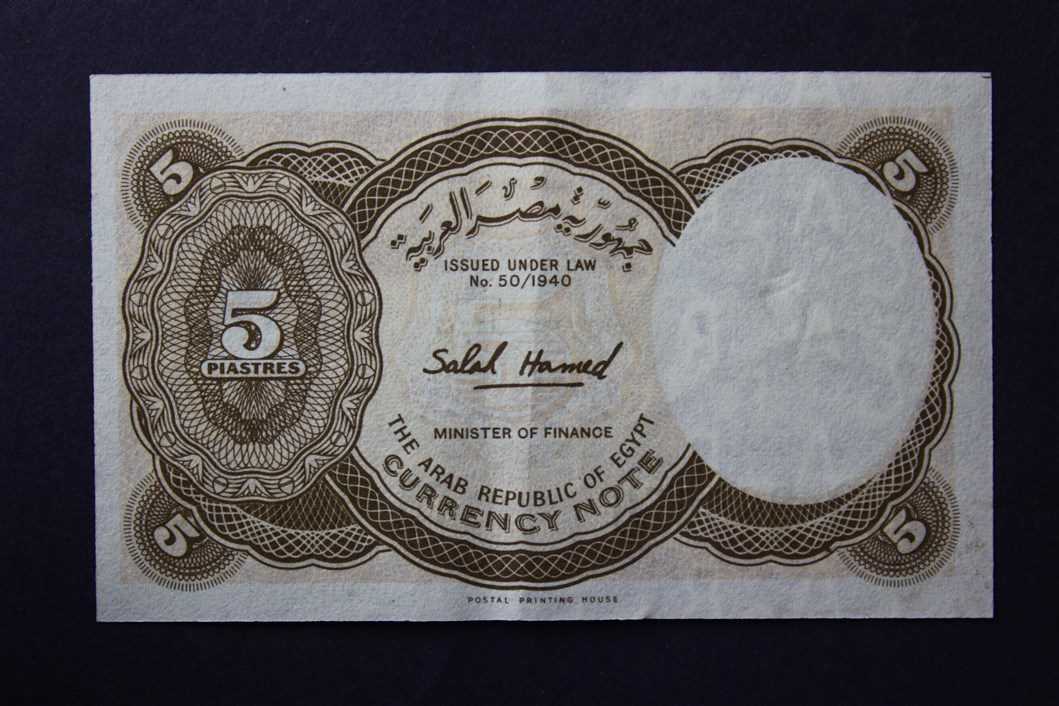 5
5
جمهورية مصر العربية
ISSUED UNDER LAW
No. 50/1940
5
PIASTRES
Salah Hamed
MINISTER OF FINANCE
THE ARAB REPUBLIC OF EGYPT
CURRENCY NOTE
5
5
POSTAL PRINTING HOUSE